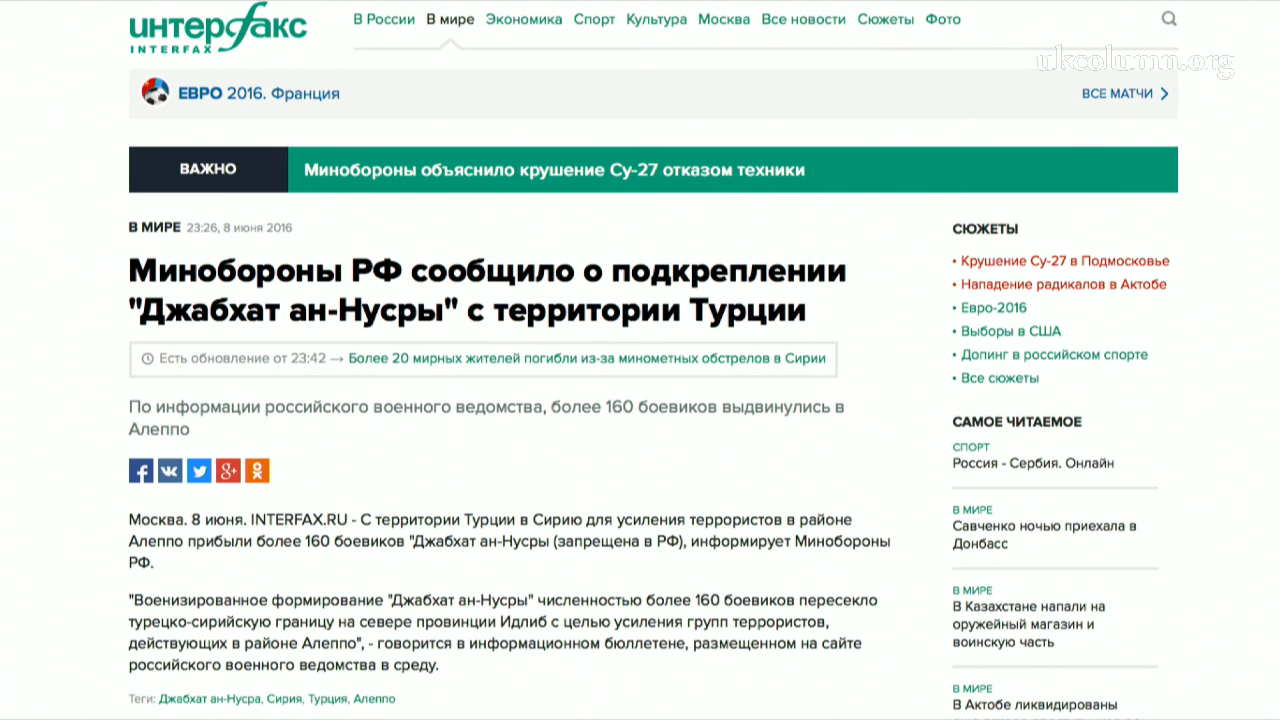 интерфакс
INTERFAX
В России В мире Экономика Спорт Культура Москва Все новости Сюжеты Фото
ukcolumn.org
ЕВРО 2016. Франция
ВСЕ МАТЧИ
ВАЖНО
Минобороны объяснило крушение Су-27 отказом техники
В МИРЕ 23:26, 8 июня 2016
Минобороны РФ сообщило о подкреплении
"Джабхат ан-Нусры" с территории Турции
Есть обновление от 23:42 → Более 20 мирных жителей погибли из-за минометных обстрелов в Сирии
По информации российского военного ведомства, более 160 боевиков выдвинулись в
Алеппо
Москва. 8 июня. INTERFAX.RU - С территории Турции в Сирию для усиления террористов в районе
Алеппо прибыли более 160 боевиков "Джабхат ан-Нусры (запрещена в РФ), информирует Минобороны
РФ.
"Военизированное формирование "Джабхат ан-Нусры" численностью более 160 боевиков пересекло
турецко-сирийскую границу на севере провинции Идлиб с целью усиления групп террористов,
действующих в районе Алеппо", - говорится в информационном бюллетене, размещенном на сайте
российского военного ведомства в среду.
Теги: Джабхат ан-Нусра, Сирия, Турция, Алеппо
СЮЖЕТЫ
• Крушение Су-27 в Подмосковье
• Нападение радикалов в Актобе
• Евро-2016
• Выборы в США
• Допинг в российском спорте
• Все сюжеты
САМОЕ ЧИТАЕМОЕ
СПОРТ
Россия - Сербия. Онлайн
В МИРЕ
Савченко ночью приехала в
Донбасс
В МИРЕ
В Казахстане напали на
оружейный магазин и
воинскую часть
В МИРЕ
В Актобе ликвидированы